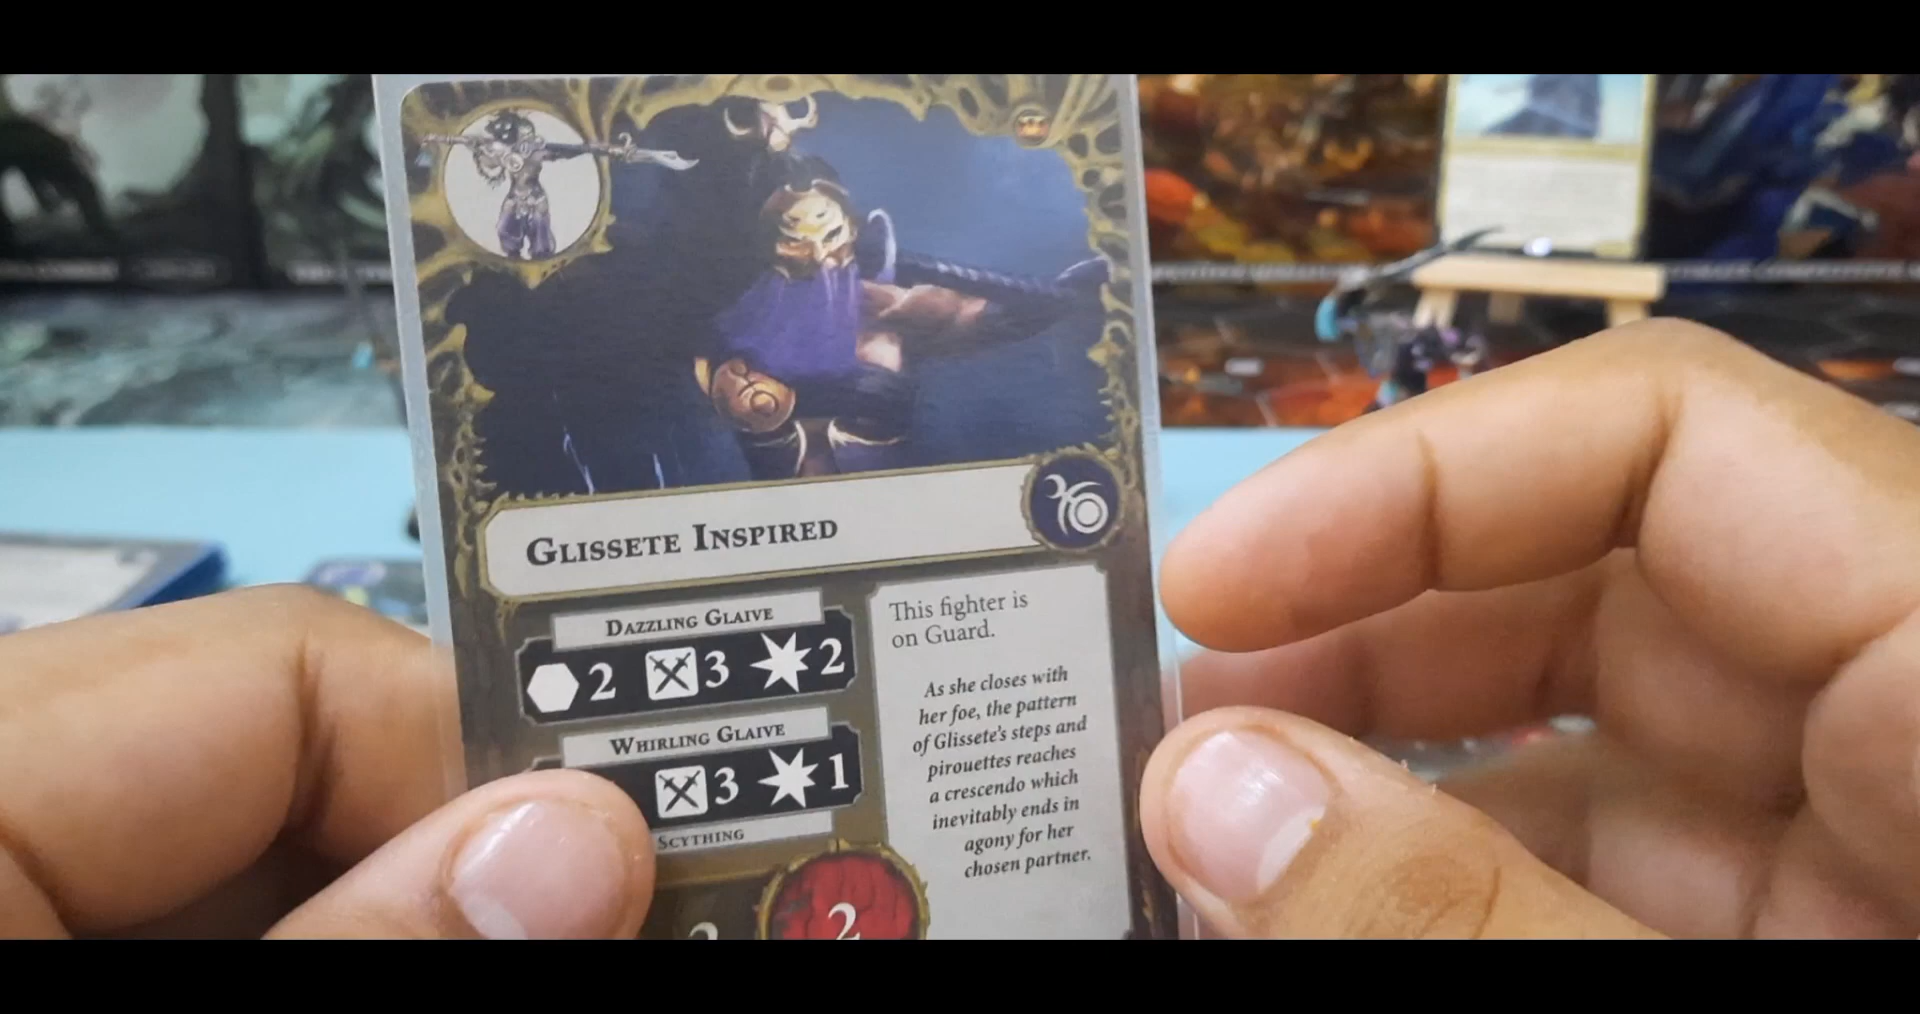 Glissete Inspired
Dazzling Glaive
2 3 2
Whirling Glaive
3 1
Scything
2
This fighter is
on Guard.
As she closes with
her foe, the pattern
of Glissete's steps and
pirouettes reaches
a crescendo which
inevitably ends in
agony for her
chosen partner.